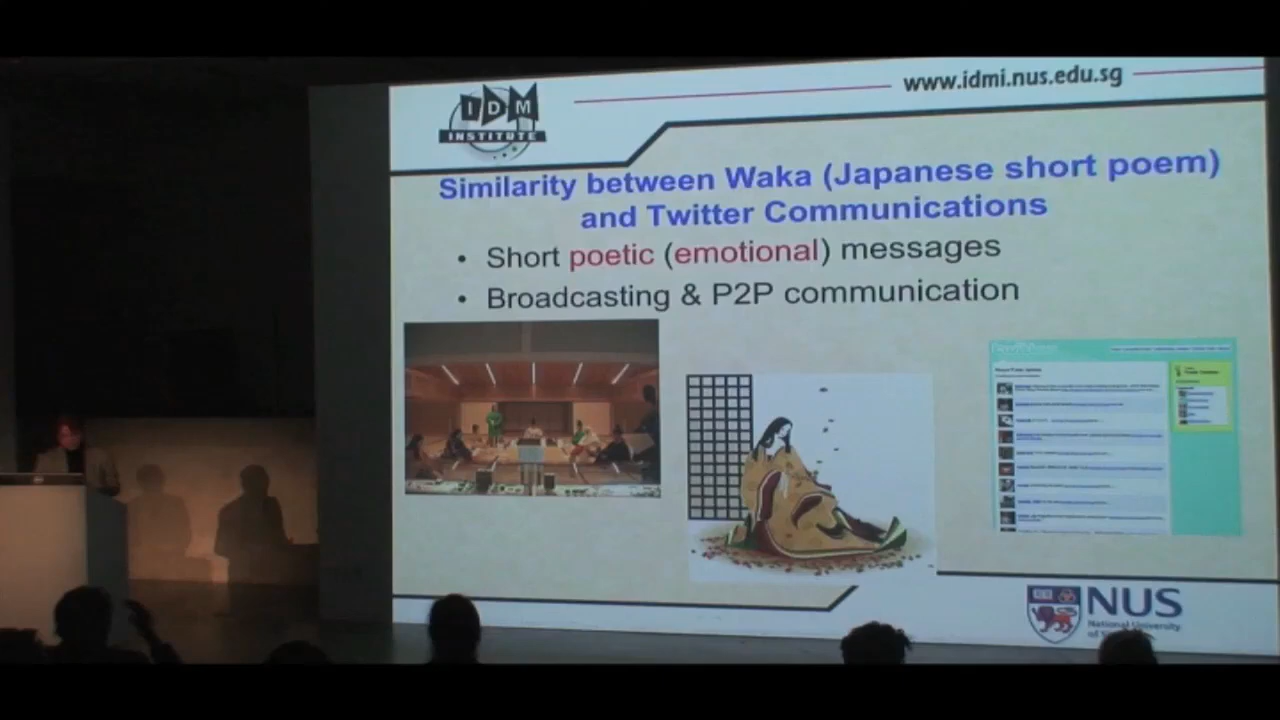 www.idmi.nus.edu.sg
IDM
INSTITUTE
Similarity between Waka (Japanese short poem)
and Twitter Communications
• Short poetic (emotional) messages
• Broadcasting & P2P communication
NUS
National University
of